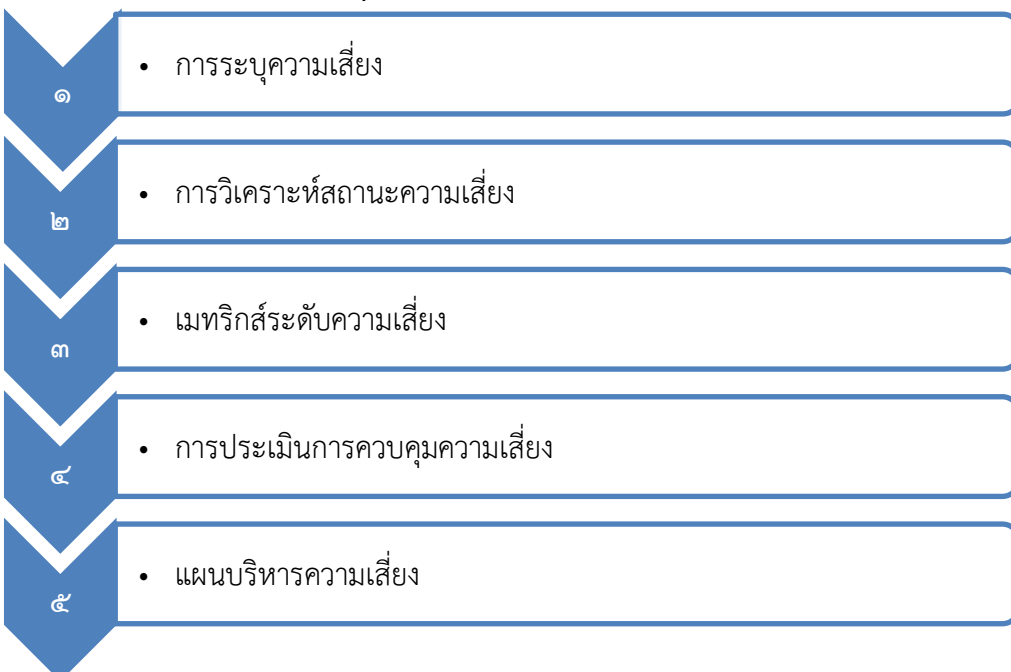 ๑
• การระบุความเสี่ยง
๒
• การวิเคราะห์สถานะความเสี่ยง
๓
• เมทริกส์ระดับความเสี่ยง
๔
• การประเมินการควบคุมความเสี่ยง
๕
• แผนบริหารความเสี่ยง